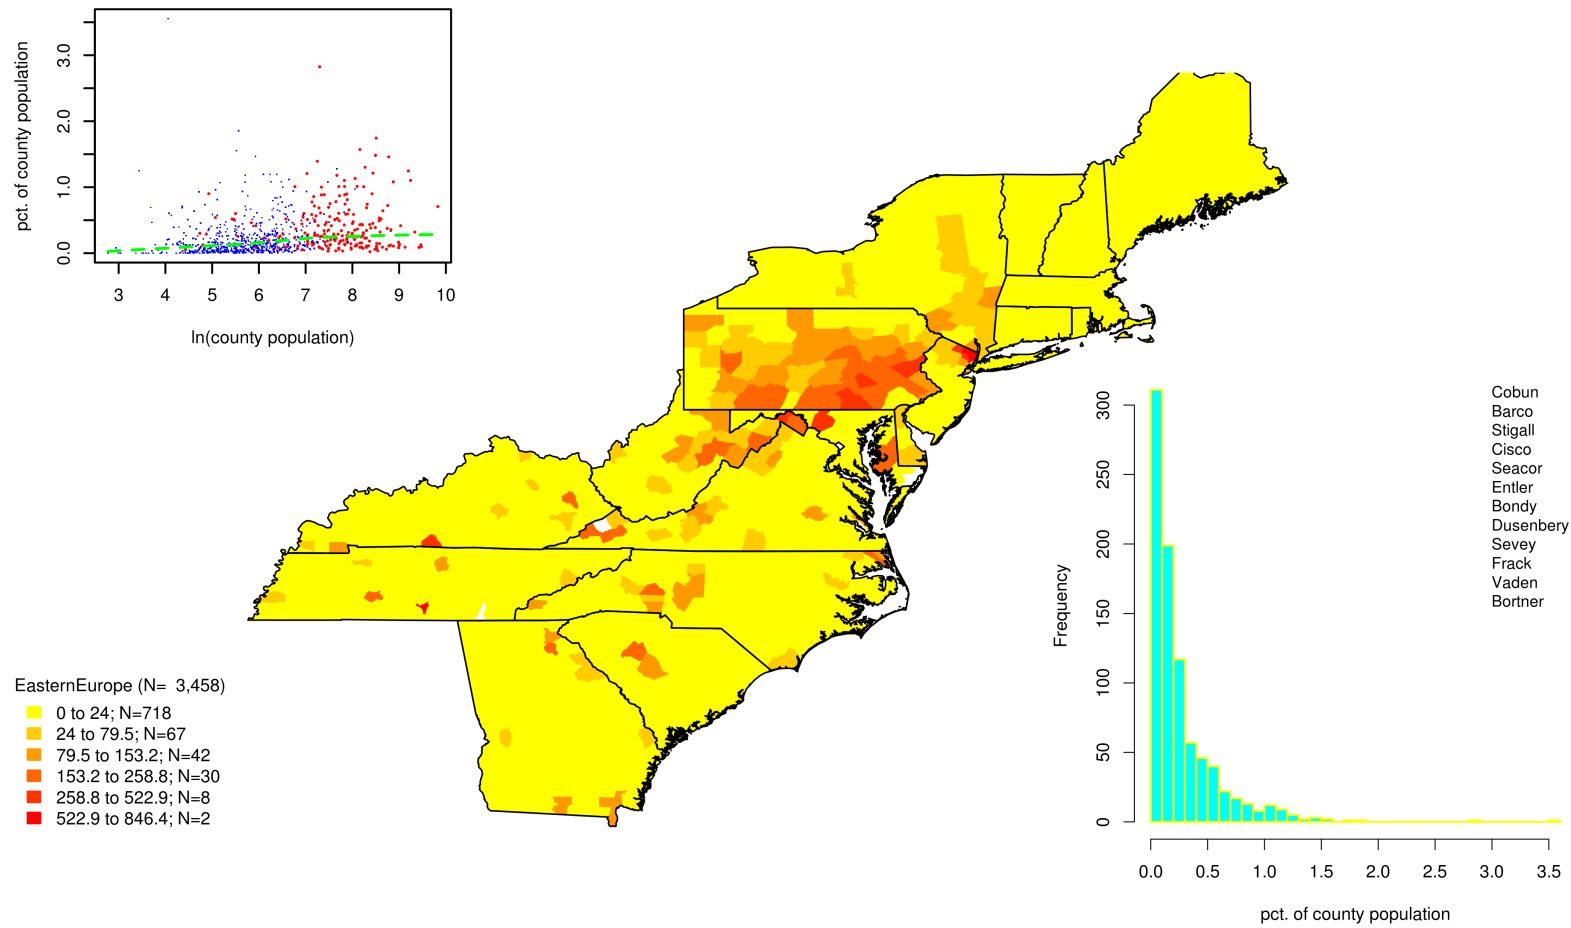 pct. of county population
0.0 1.0 2.0 3.0
3 4 5 6 7 8 9 10
ln(county population)
EasternEurope (N= 3,458)
0 to 24; N=718
24 to 79.5; N=67
79.5 to 153.2; N=42
153.2 to 258.8; N=30
258.8 to 522.9; N=8
522.9 to 846.4; N=2
Frequency
0 50 100 150 200 250 300
0.0 0.5 1.0 1.5 2.0 2.5 3.0 3.5
pct. of county population
Cobun
Barco
Stigall
Cisco
Seacor
Entler
Bondy
Dusenbery
Sevey
Frack
Vaden
Bortner